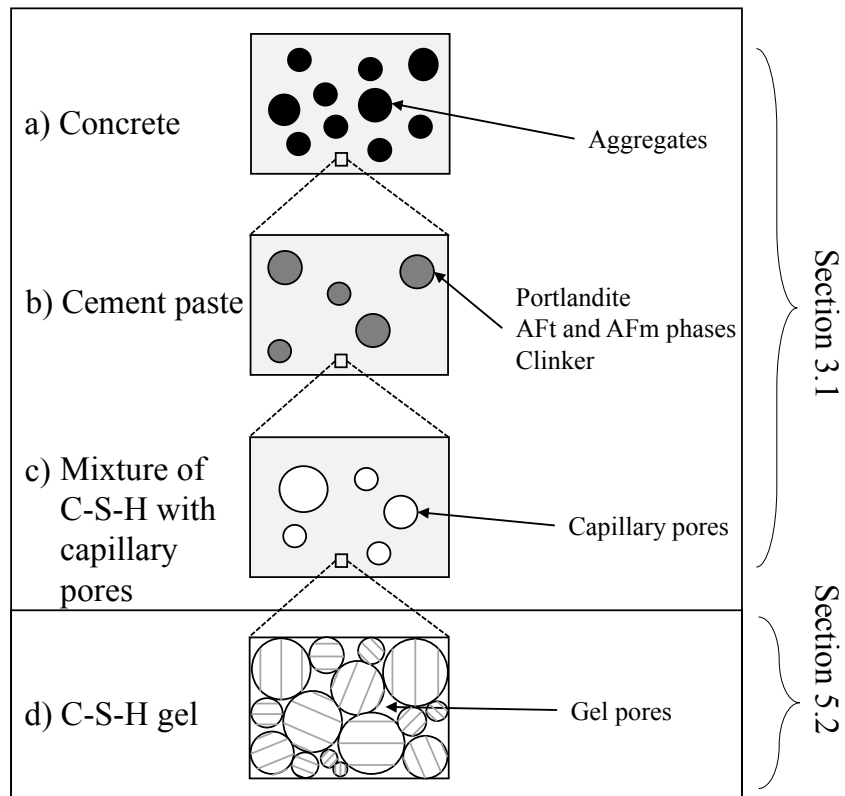 a) Concrete
Aggregates
b) Cement paste
Portlandite
AFt and AFm phases
Clinker
Section 3.1
c) Mixture of
C-S-H with
capillary
pores
Capillary pores
d) C-S-H gel
Gel pores
Section 5.2